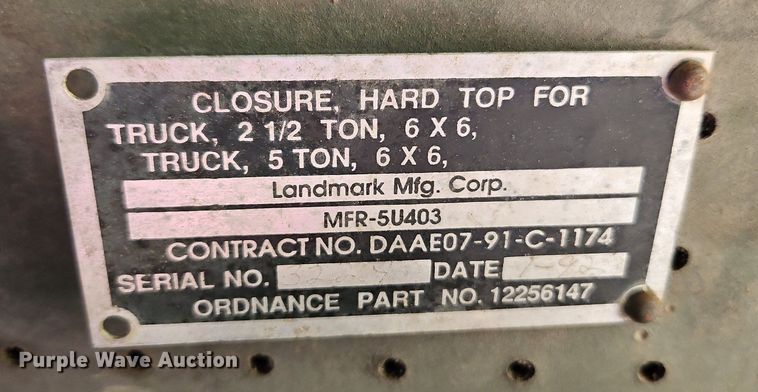 CLOSURE, HARD TOP FOR
TRUCK, 2 1/2 TON, 6 X 6,
TRUCK, 5 TON, 6 X 6,
Landmark Mfg. Corp.
MFR-5U403
CONTRACT NO. DAAE07-91-C-1174
SERIAL NO. DATE
ORDNANCE PART NO. 12256147
Purple Wave Auction